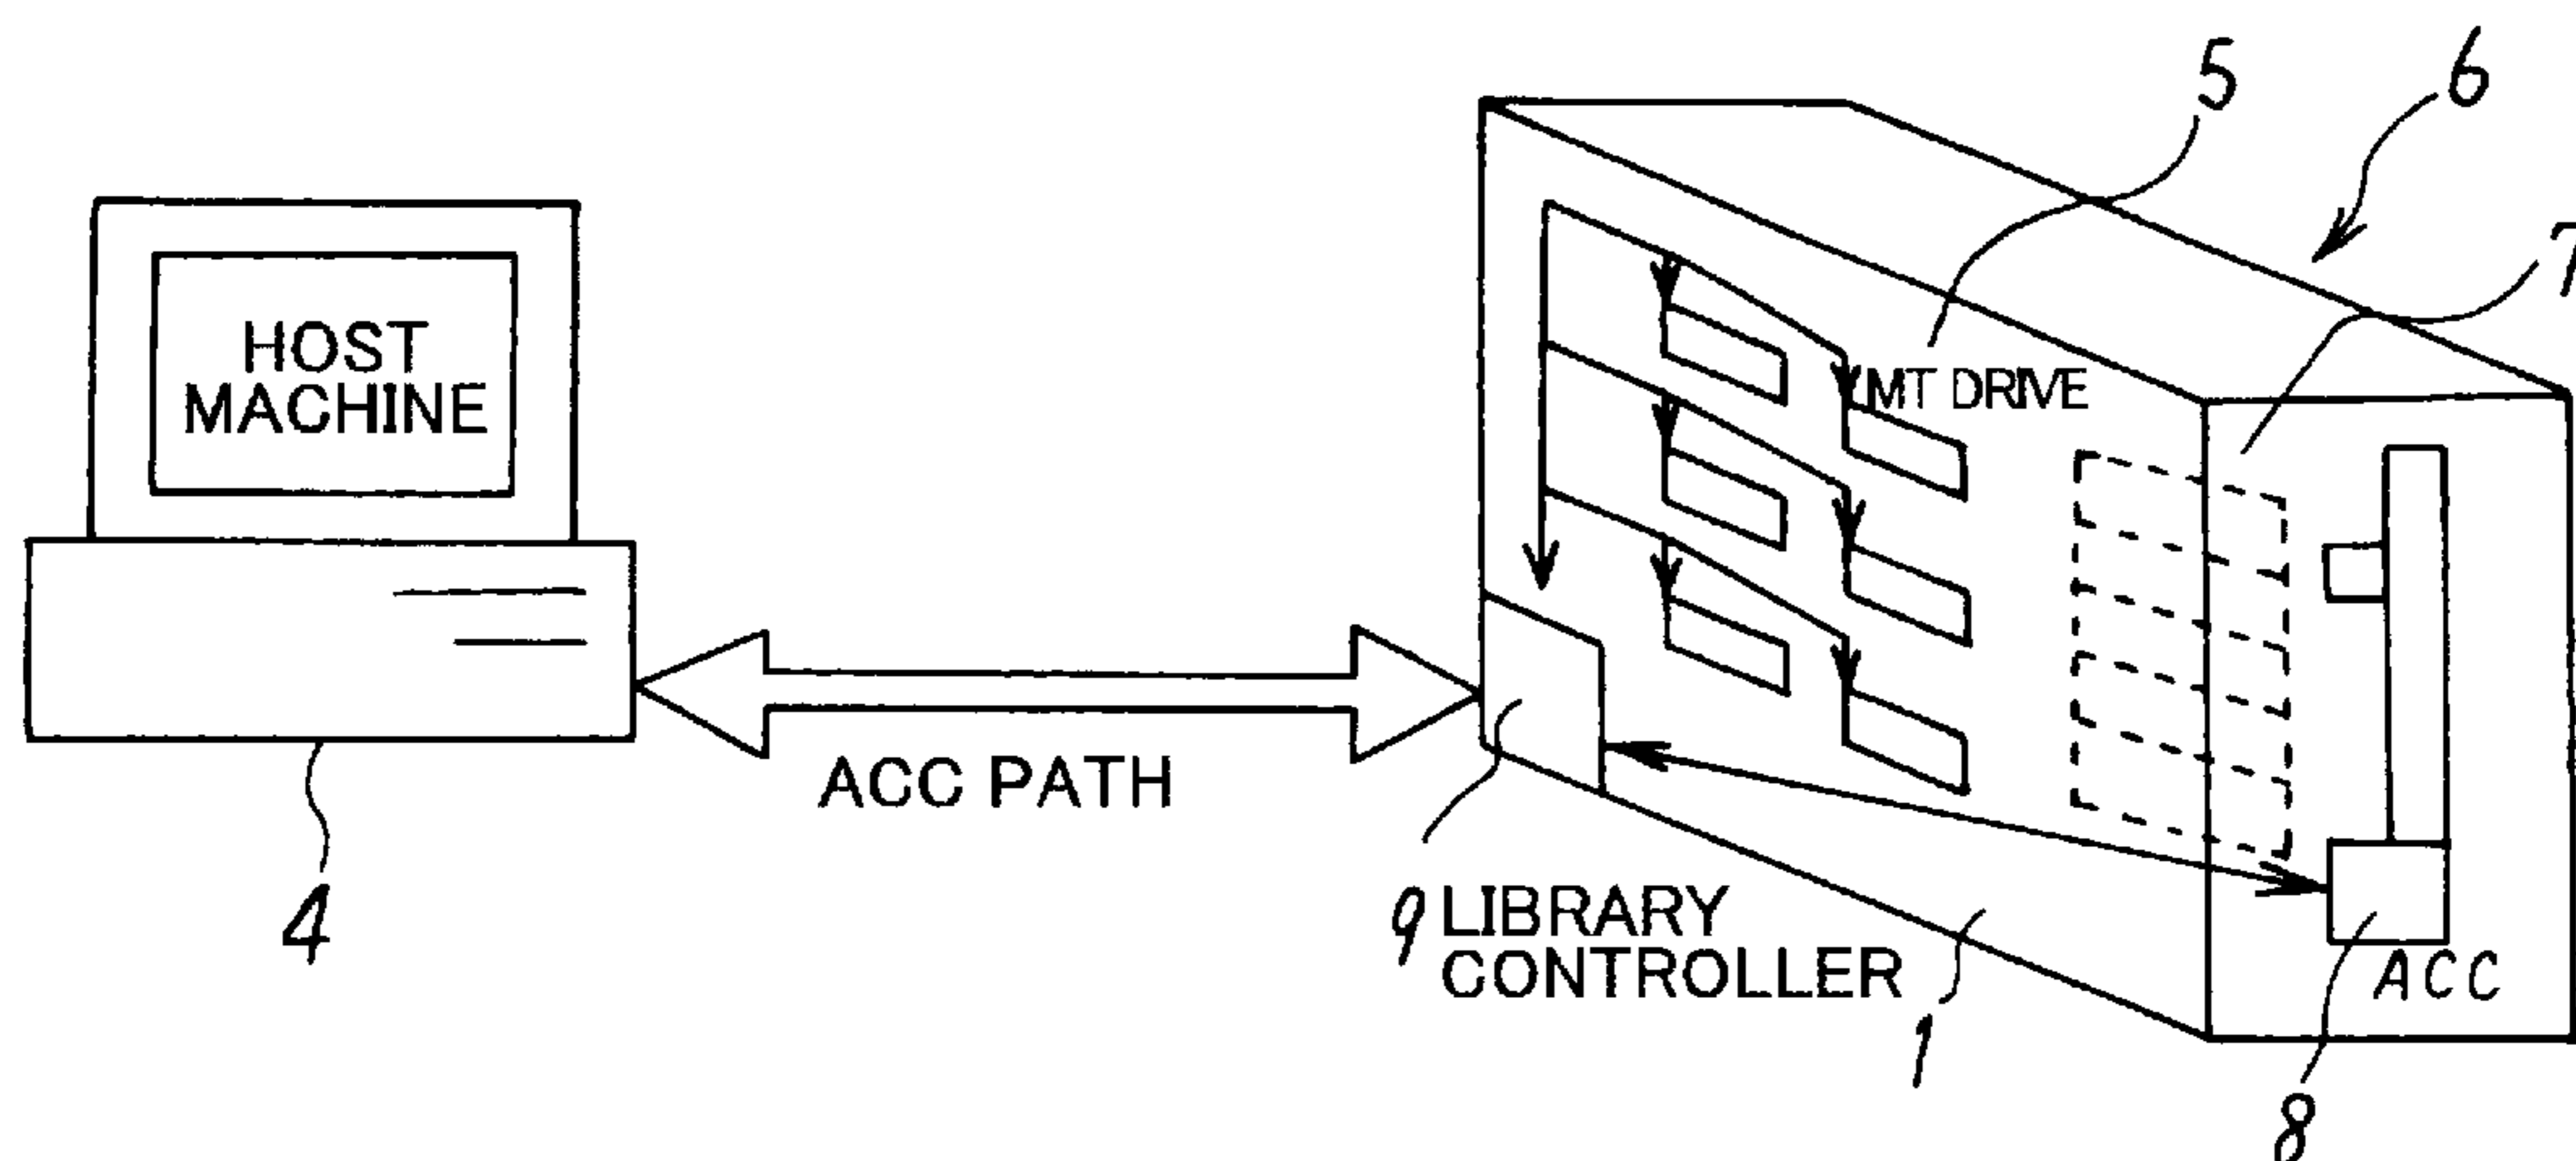 5
6
7
HOST
MACHINE
MT DRIVE
ACC PATH
4
9 LIBRARY
CONTROLLER
1
ACC
8